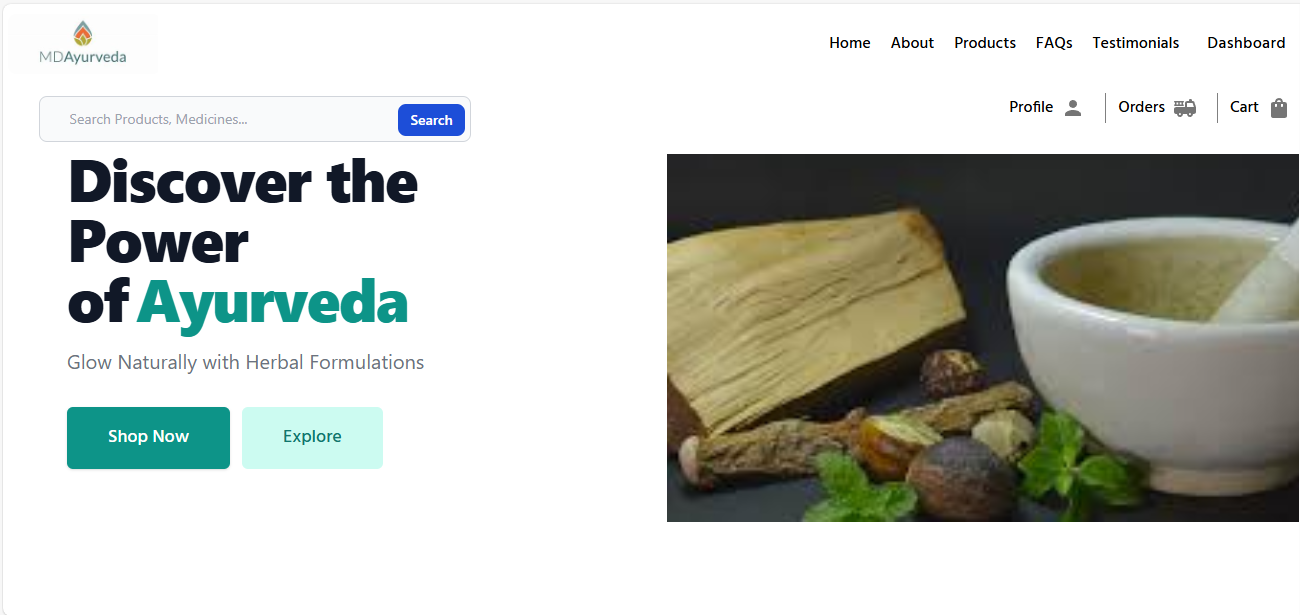 MDAyurveda
Home About Products FAQs Testimonials Dashboard
Search Products, Medicines... Search
Profile Orders Cart
Discover the
Power
of Ayurveda
Glow Naturally with Herbal Formulations
Shop Now Explore